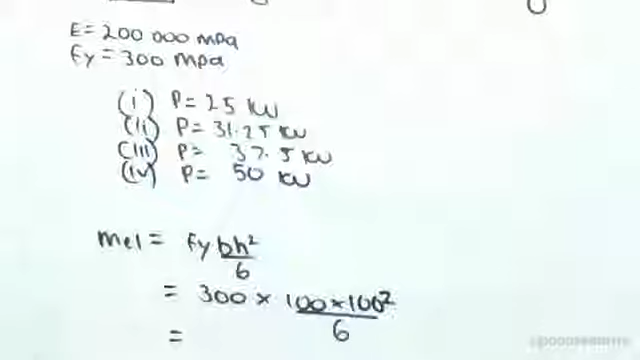 E = 200 000 mpa
Fy = 300 mpa
(i) P = 25 KN
(ii) P = 31.25 KN
(iii) P = 37.5 KN
(iv) P = 50 KN
Mel = Fy bh²/6
= 300 × 100×100²/6
=